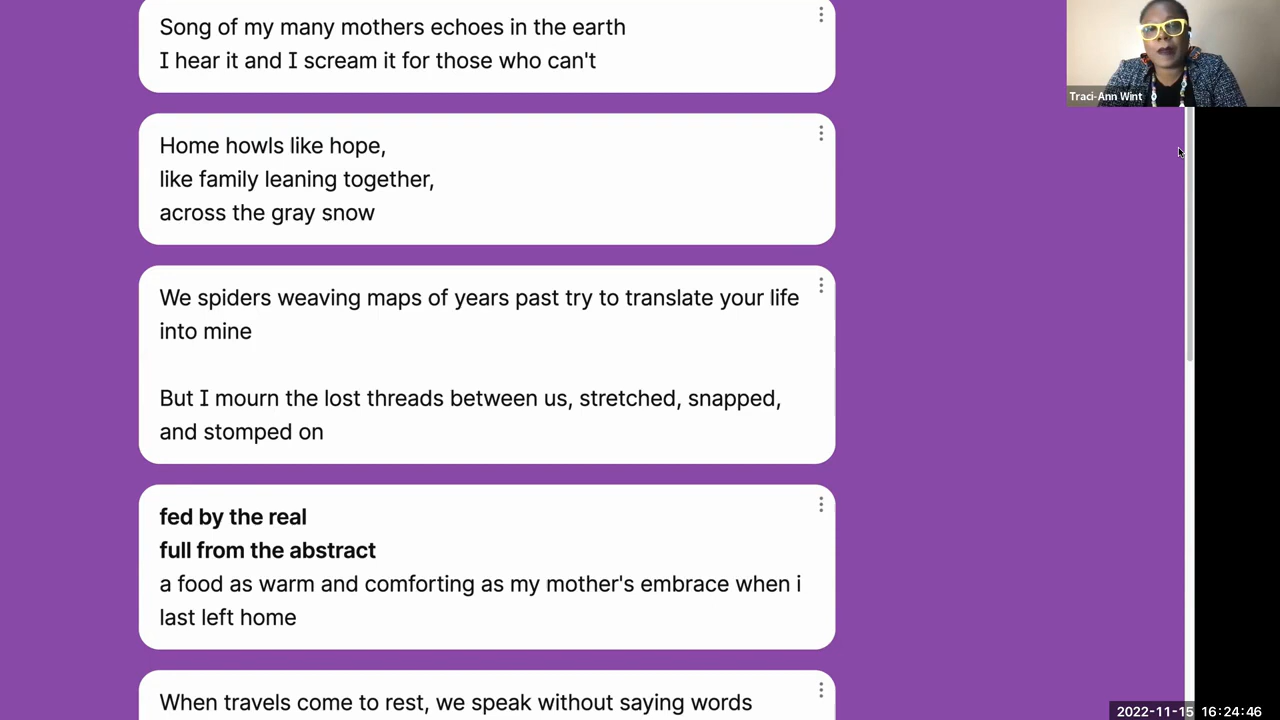 Song of my many mothers echoes in the earth
I hear it and I scream it for those who can't
Home howls like hope,
like family leaning together,
across the gray snow
We spiders weaving maps of years past try to translate your life
into mine
But I mourn the lost threads between us, stretched, snapped,
and stomped on
fed by the real
full from the abstract
a food as warm and comforting as my mother's embrace when i
last left home
When travels come to rest, we speak without saying words
Traci-Ann Wint
2022-11-15 16:24:46